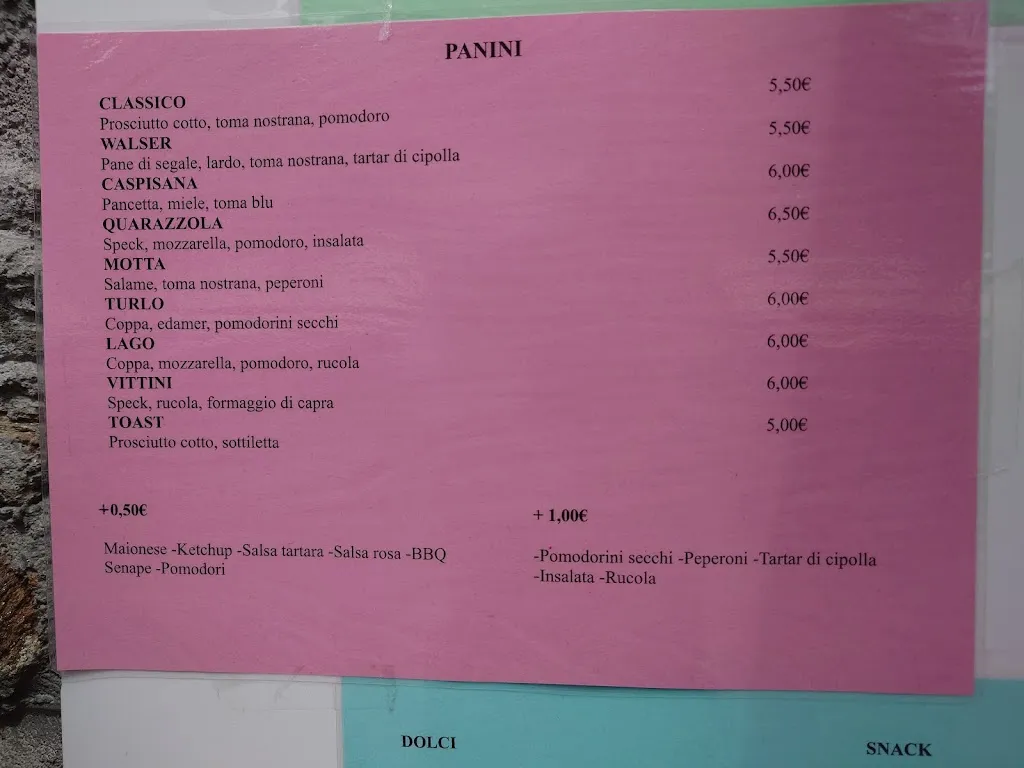 PANINI
CLASSICO 5,50€
Prosciutto cotto, toma nostrana, pomodoro
WALSER 5,50€
Pane di segale, lardo, toma nostrana, tartar di cipolla
CASPISANA 6,00€
Pancetta, miele, toma blu
QUARAZZOLA 6,50€
Speck, mozzarella, pomodoro, insalata
MOTTA 5,50€
Salame, toma nostrana, peperoni
TURLO 6,00€
Coppa, edamer, pomodorini secchi
LAGO 6,00€
Coppa, mozzarella, pomodoro, rucola
VITTINI 6,00€
Speck, rucola, formaggio di capra
TOAST 5,00€
Prosciutto cotto, sottiletta
+0,50€
Maionese -Ketchup -Salsa tartara -Salsa rosa -BBQ
Senape -Pomodori
+ 1,00€
-Pomodorini secchi -Peperoni -Tartar di cipolla
-Insalata -Rucola
DOLCI
SNACK